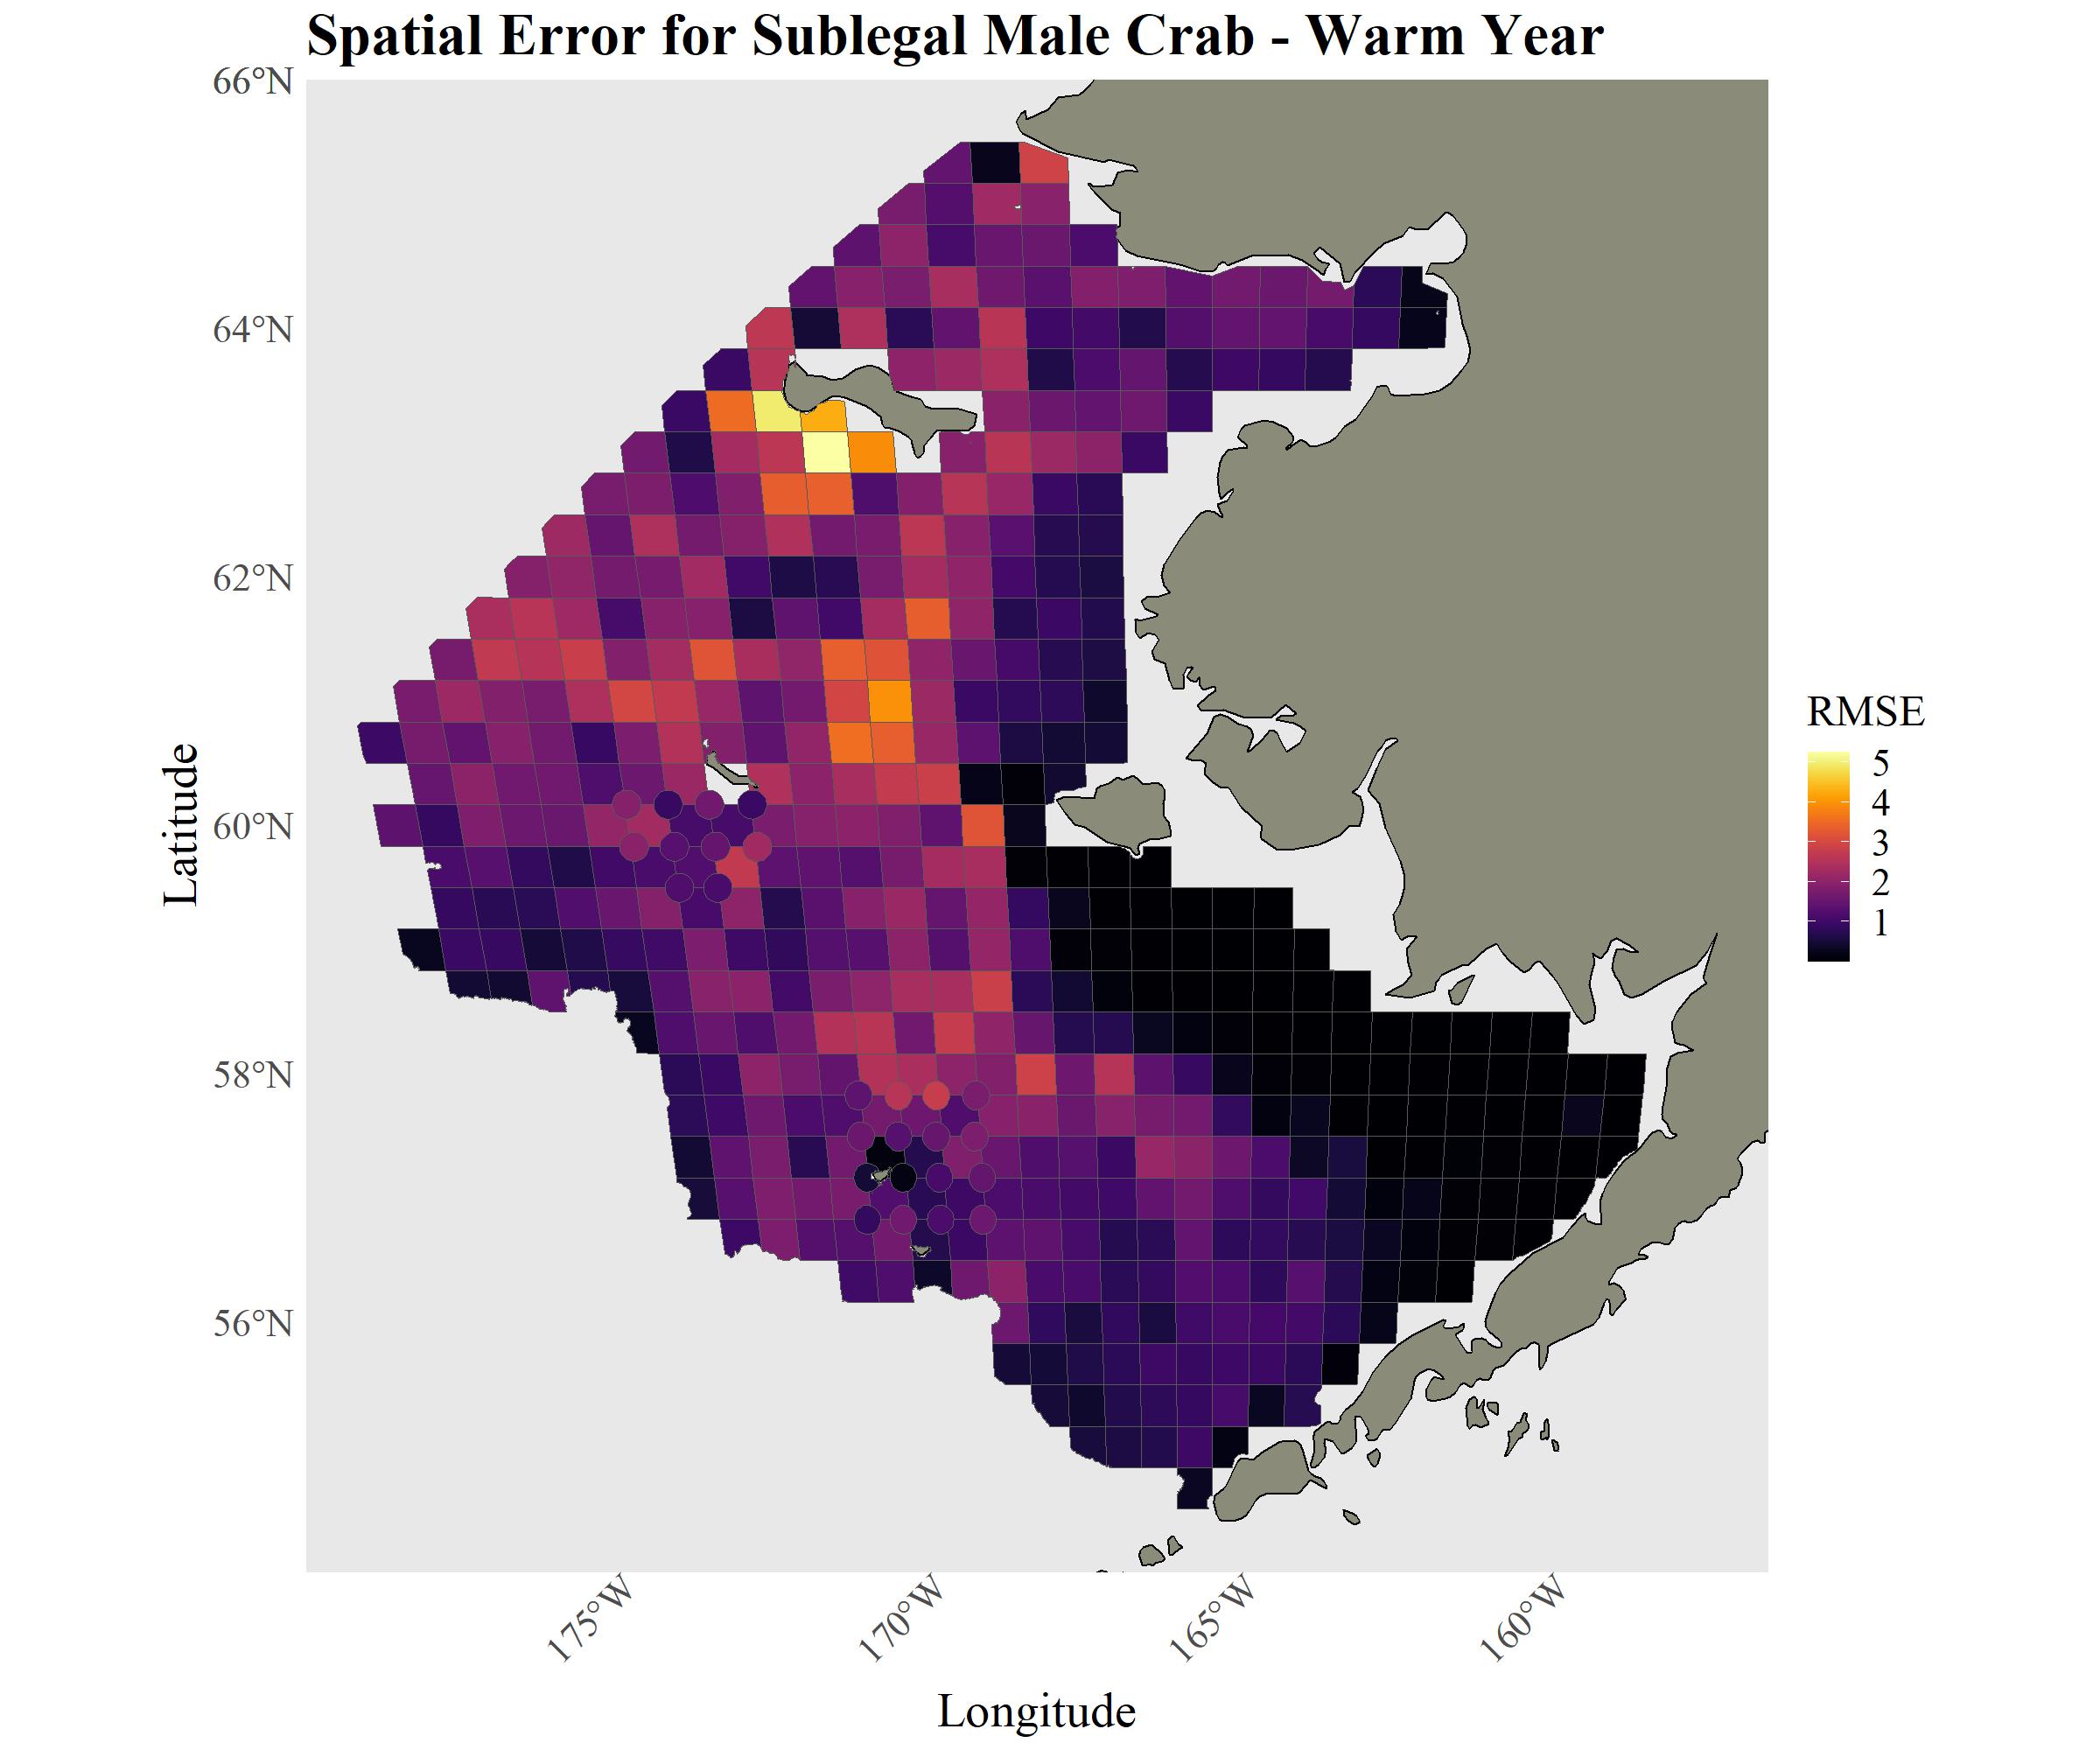 Spatial Error for Sublegal Male Crab - Warm Year
66°N
64°N
62°N
60°N
58°N
56°N
Latitude
175°W
170°W
165°W
160°W
Longitude
RMSE
5
4
3
2
1